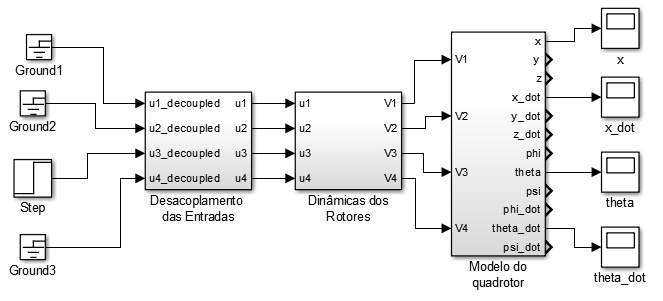 Ground1
Ground2
Step
Ground3
u1_decoupled u1
u2_decoupled u2
u3_decoupled u3
u4_decoupled u4
Desacoplamento
das Entradas
u1 V1
u2 V2
u3 V3
u4 V4
Dinâmicas dos
Rotores
V1
V2
V3
V4
x
y
z
x_dot
y_dot
z_dot
phi
theta
psi
phi_dot
theta_dot
psi_dot
Modelo do
quadrotor
x
x_dot
theta
theta_dot